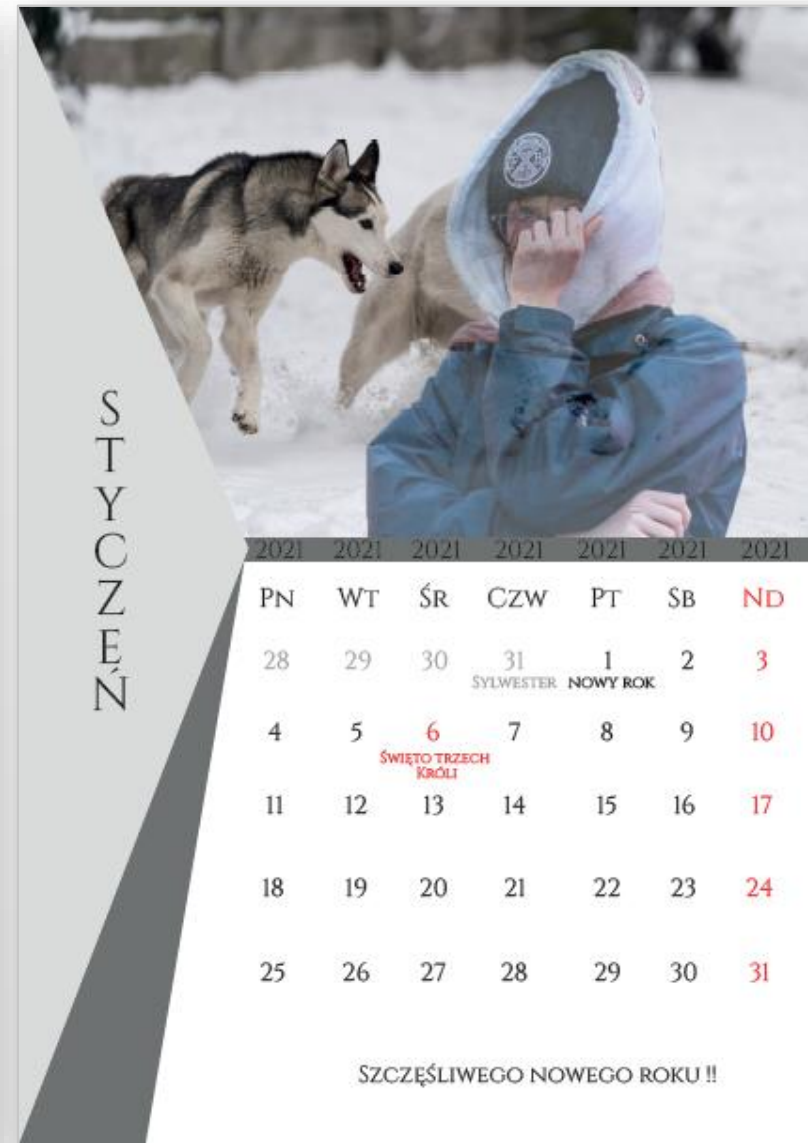 STYCZEŃ
2021 2021 2021 2021 2021 2021 2021
PN WT ŚR CZW PT SB ND
28 29 30 31 1 2 3
SYLWESTER NOWY ROK
4 5 6 7 8 9 10
ŚWIĘTO TRZECH
KRÓLI
11 12 13 14 15 16 17
18 19 20 21 22 23 24
25 26 27 28 29 30 31
SZCZĘŚLIWEGO NOWEGO ROKU !!